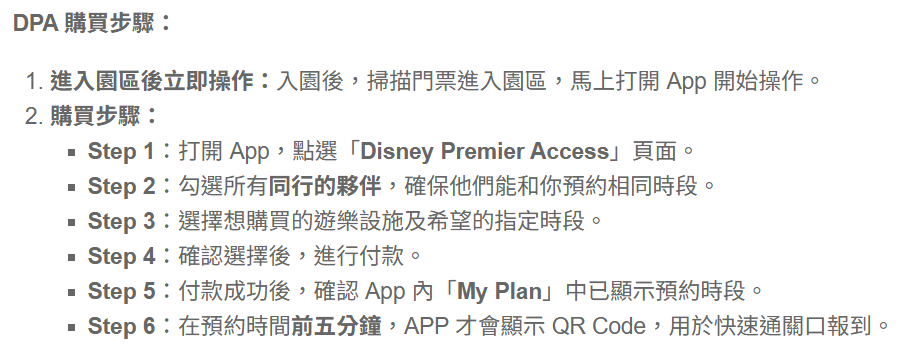 DPA 購買步驟：
1. 進入園區後立即操作：入園後，掃描門票進入園區，馬上打開 App 開始操作。
2. 購買步驟：
▪ Step 1：打開 App，點選「Disney Premier Access」頁面。
▪ Step 2：勾選所有同行的夥伴，確保他們能和你預約相同時段。
▪ Step 3：選擇想購買的遊樂設施及希望的指定時段。
▪ Step 4：確認選擇後，進行付款。
▪ Step 5：付款成功後，確認 App 內「My Plan」中已顯示預約時段。
▪ Step 6：在預約時間前五分鐘，APP 才會顯示 QR Code，用於快速通關口報到。